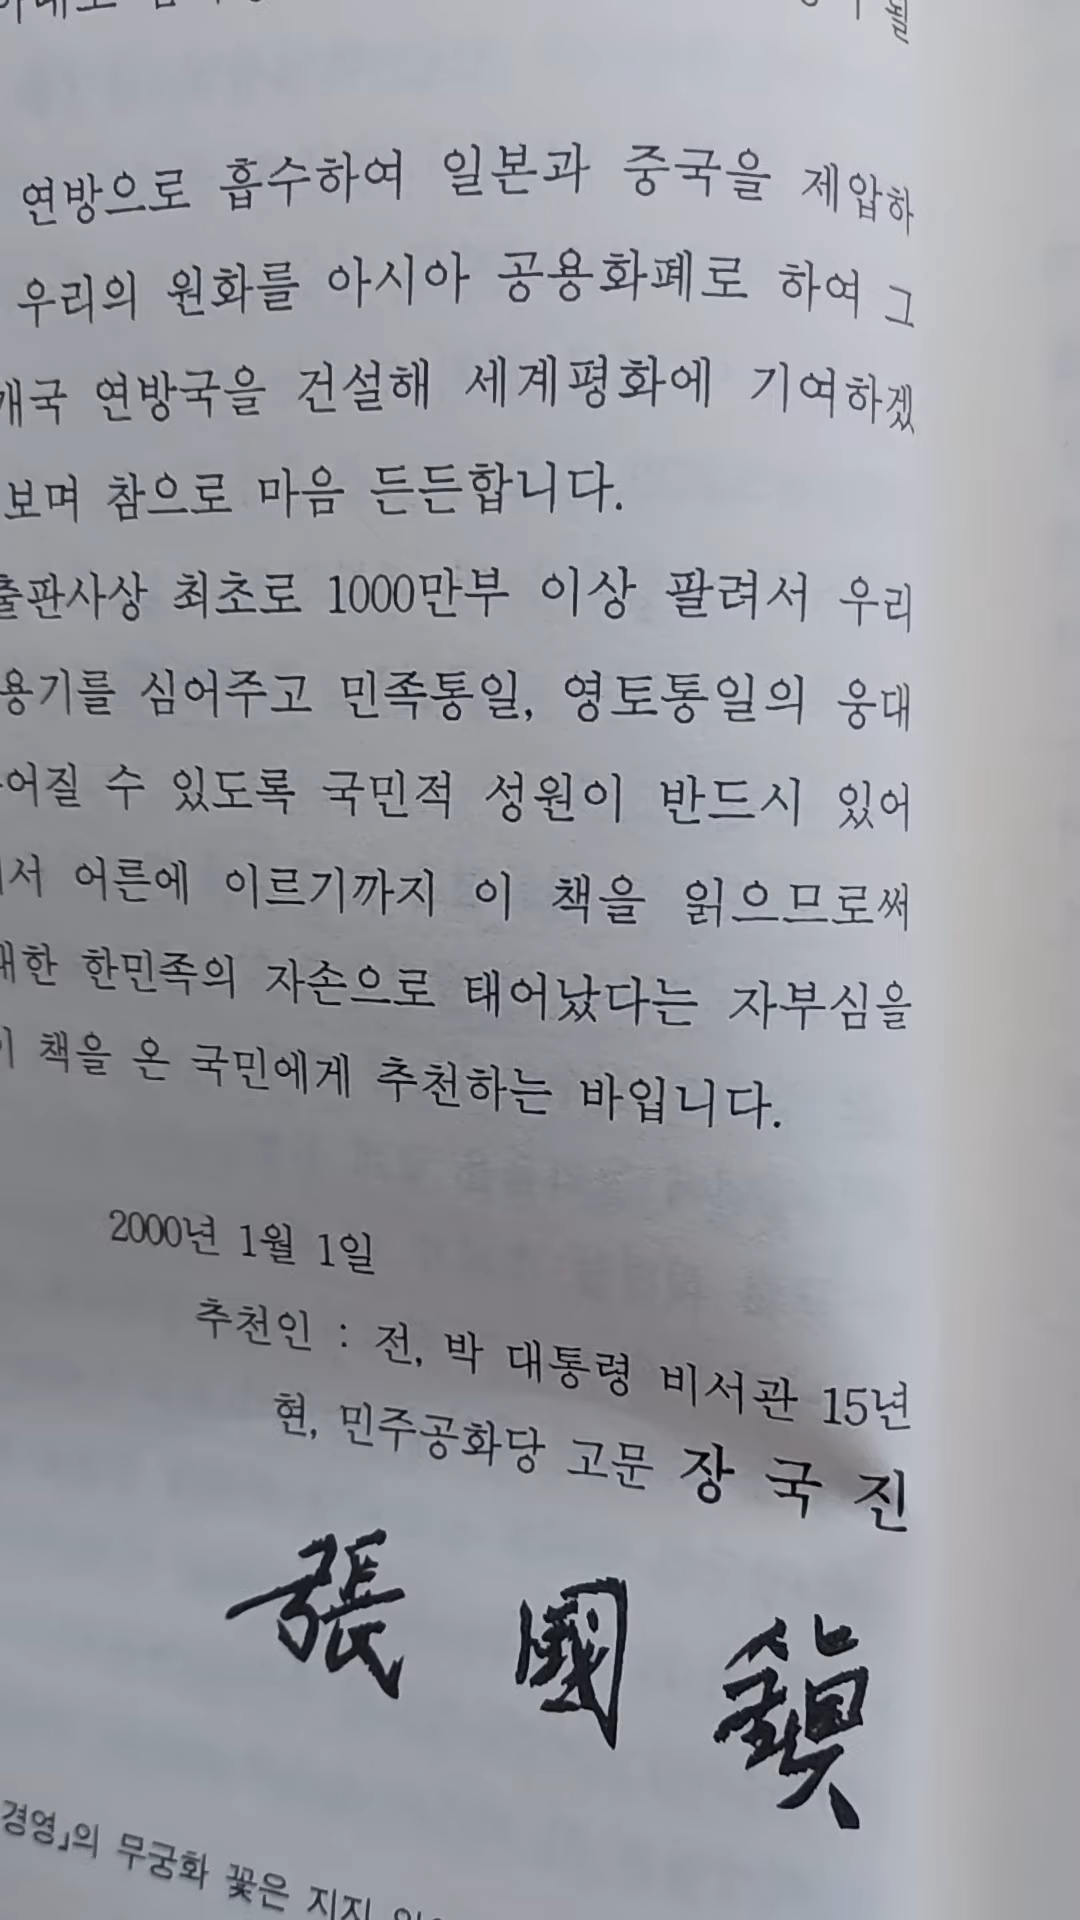 연방으로 흡수하여 일본과 중국을 제압하
우리의 원화를 아시아 공용화폐로 하여 그
개국 연방국을 건설해 세계평화에 기여하겠
보며 참으로 마음 든든합니다.
출판사상 최초로 1000만부 이상 팔려서 우리
용기를 심어주고 민족통일, 영토통일의 웅대
어질 수 있도록 국민적 성원이 반드시 있어
서 어른에 이르기까지 이 책을 읽으므로써
대한 한민족의 자손으로 태어났다는 자부심을
책을 온 국민에게 추천하는 바입니다.
2000년 1월 1일
추천인 : 전, 박 대통령 비서관 15년
현, 민주공화당 고문 장 국 진
張 國 鎭
경영』의 무궁화 꽃은